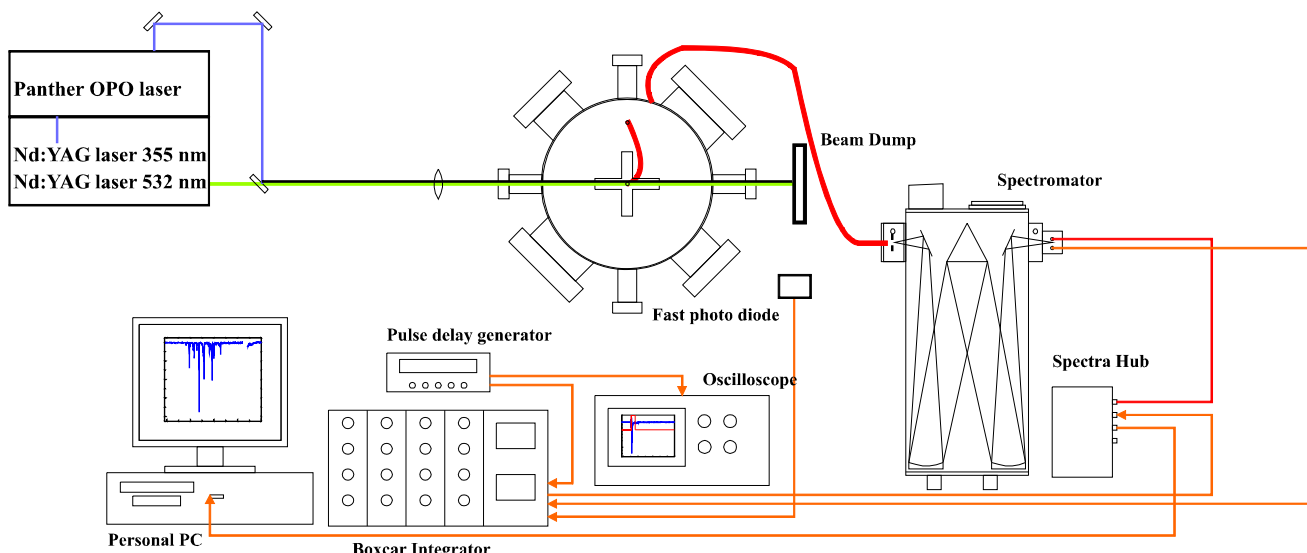 Panther OPO laser
Nd:YAG laser 355 nm
Nd:YAG laser 532 nm
Beam Dump
Spectromator
Fast photo diode
Pulse delay generator
Oscilloscope
Spectra Hub
Personal PC
Boxcar Integrator